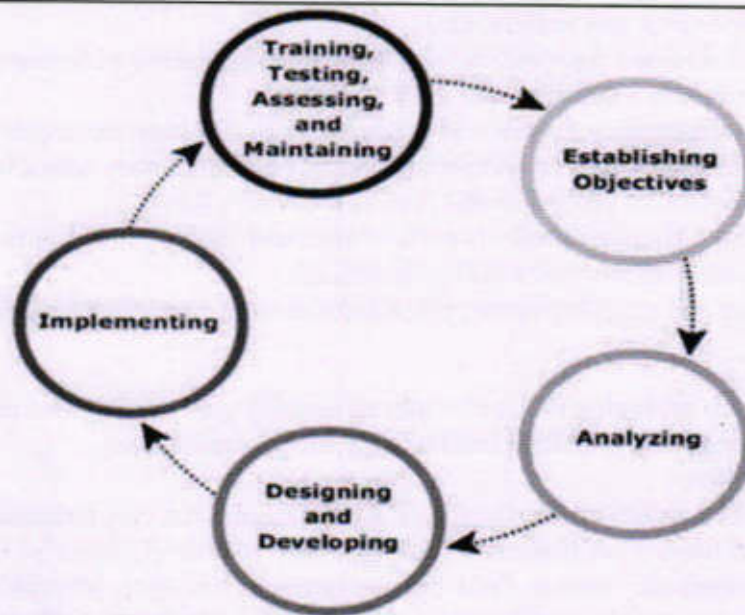 Training,
Testing,
Assessing,
and
Maintaining
Establishing
Objectives
Analyzing
Designing
and
Developing
Implementing